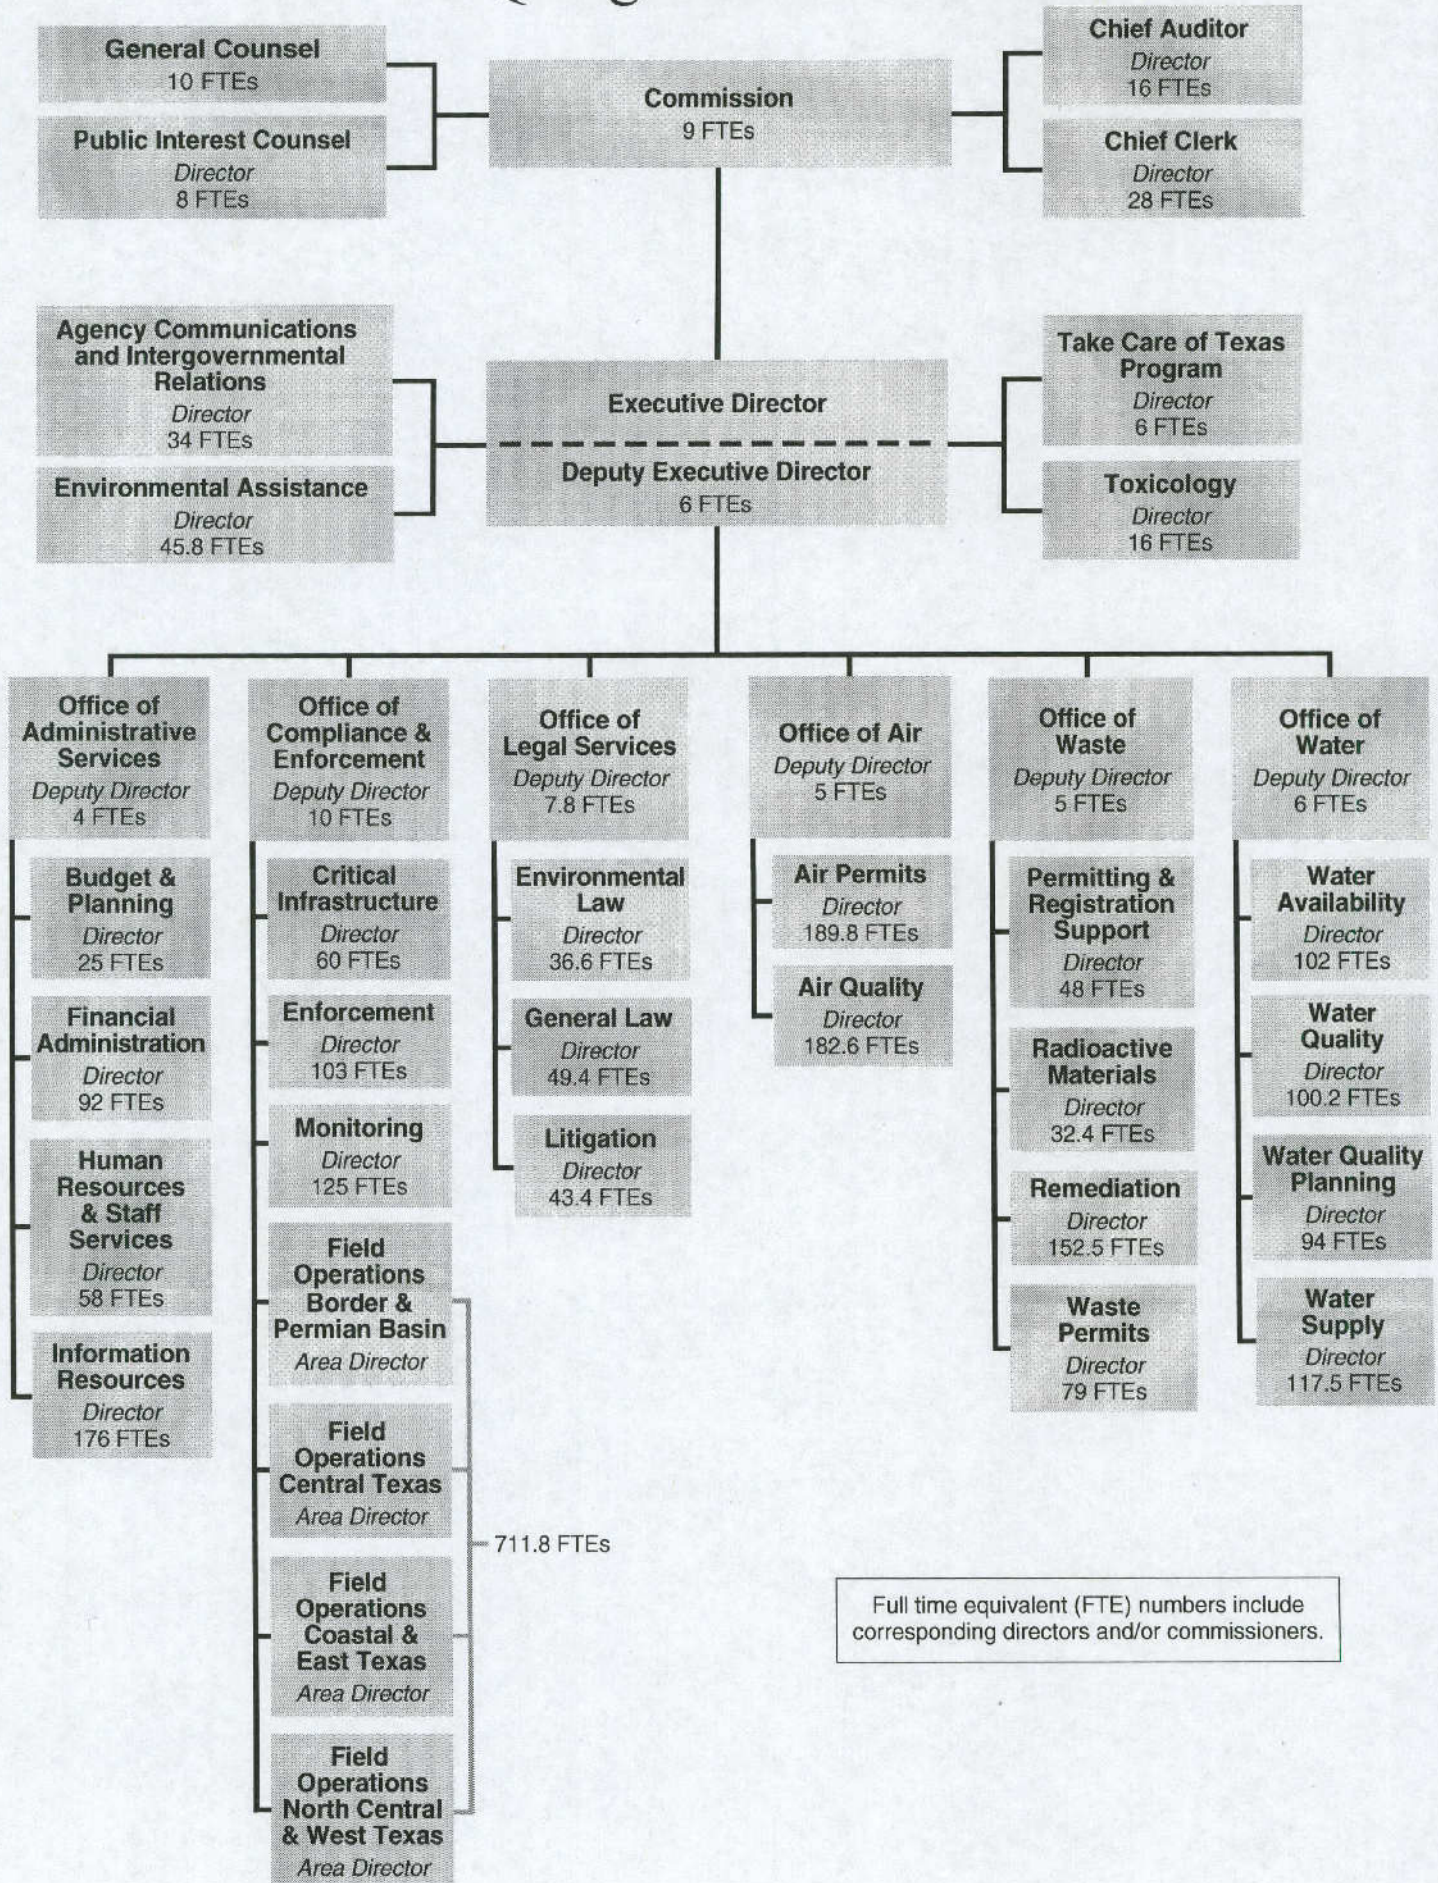 General Counsel
10 FTEs
Public Interest Counsel
Director
8 FTEs
Commission
9 FTEs
Chief Auditor
Director
16 FTEs
Chief Clerk
Director
28 FTEs
Agency Communications
and Intergovernmental
Relations
Director
34 FTEs
Environmental Assistance
Director
45.8 FTEs
Executive Director
Deputy Executive Director
6 FTEs
Take Care of Texas
Program
Director
6 FTEs
Toxicology
Director
16 FTEs
Office of
Administrative
Services
Deputy Director
4 FTEs
Budget &
Planning
Director
25 FTEs
Financial
Administration
Director
92 FTEs
Human
Resources
& Staff
Services
Director
58 FTEs
Information
Resources
Director
176 FTEs
Office of
Compliance &
Enforcement
Deputy Director
10 FTEs
Critical
Infrastructure
Director
60 FTEs
Enforcement
Director
103 FTEs
Monitoring
Director
125 FTEs
Field
Operations
Border &
Permian Basin
Area Director
Field
Operations
Central Texas
Area Director
Field
Operations
Coastal &
East Texas
Area Director
Field
Operations
North Central
& West Texas
Area Director
711.8 FTEs
Office of
Legal Services
Deputy Director
7.8 FTEs
Environmental
Law
Director
36.6 FTEs
General Law
Director
49.4 FTEs
Litigation
Director
43.4 FTEs
Office of Air
Deputy Director
5 FTEs
Air Permits
Director
189.8 FTEs
Air Quality
Director
182.6 FTEs
Office of
Waste
Deputy Director
5 FTEs
Permitting &
Registration
Support
Director
48 FTEs
Radioactive
Materials
Director
32.4 FTEs
Remediation
Director
152.5 FTEs
Waste
Permits
Director
79 FTEs
Office of
Water
Deputy Director
6 FTEs
Water
Availability
Director
102 FTEs
Water
Quality
Director
100.2 FTEs
Water Quality
Planning
Director
94 FTEs
Water
Supply
Director
117.5 FTEs
Full time equivalent (FTE) numbers include
corresponding directors and/or commissioners.